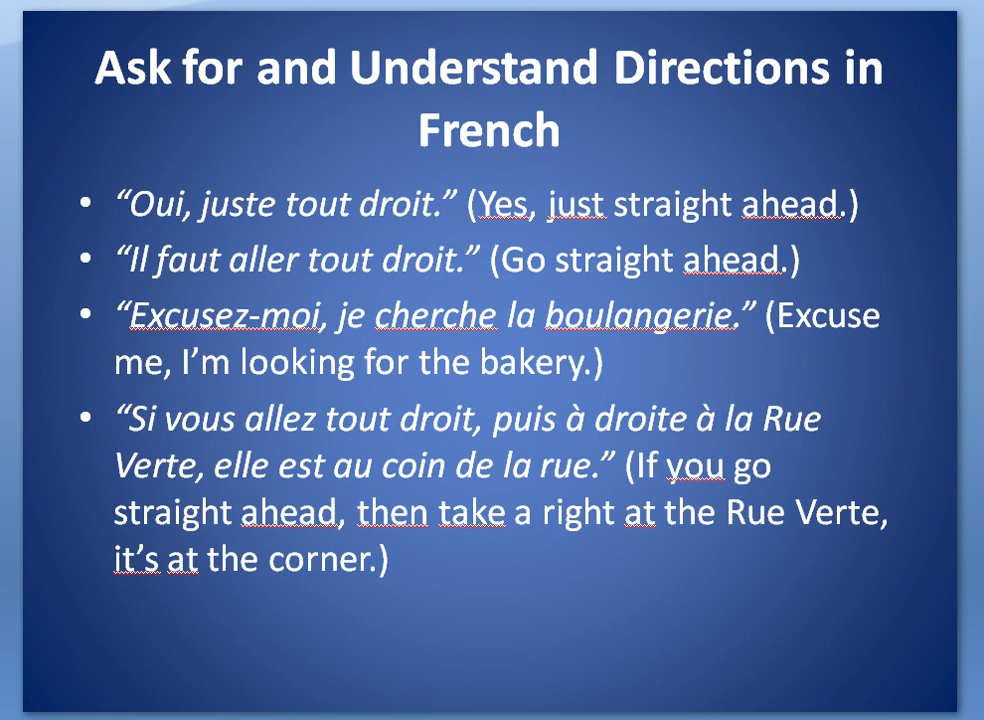 Ask for and Understand Directions in
French
• “Oui, juste tout droit.” (Yes, just straight ahead.)
• “Il faut aller tout droit.” (Go straight ahead.)
• “Excusez-moi, je cherche la boulangerie.” (Excuse
me, I’m looking for the bakery.)
• “Si vous allez tout droit, puis à droite à la Rue
Verte, elle est au coin de la rue.” (If you go
straight ahead, then take a right at the Rue Verte,
it’s at the corner.)